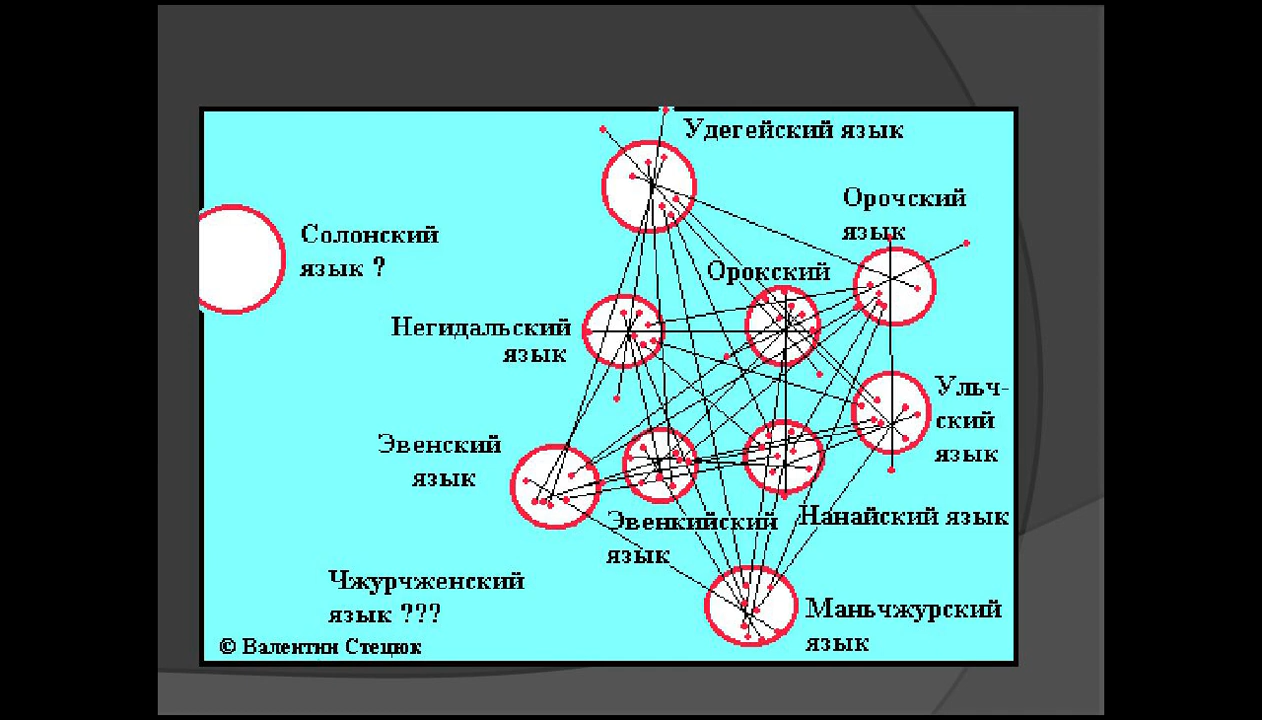 Удегейский язык
Орочский
язык
Солонский
язык ?
Орокский
Негидальский
язык
Ульч-
ский
язык
Эвенский
язык
Эвенкийский
язык
Нанайский язык
Чжурчженский
язык ???
Маньчжурский
язык
© Валентин Стецюк